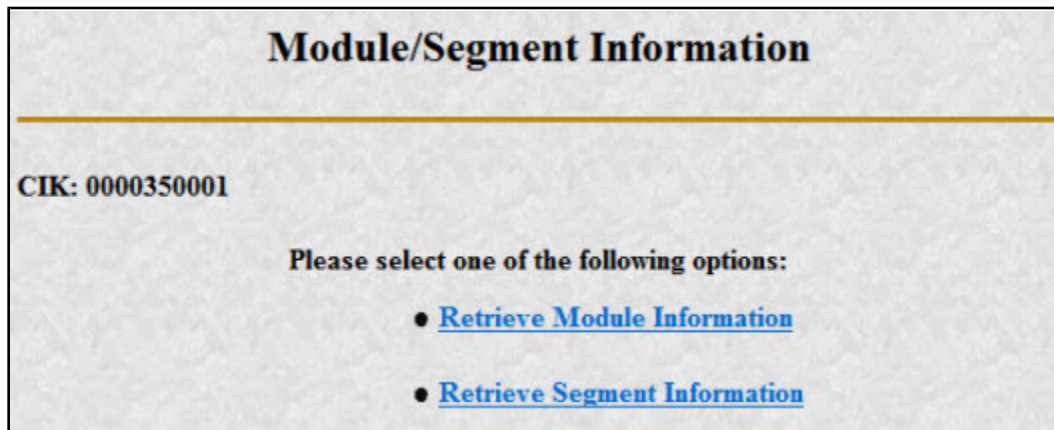 Module/Segment Information
CIK: 0000350001
Please select one of the following options:
Retrieve Module Information
Retrieve Segment Information